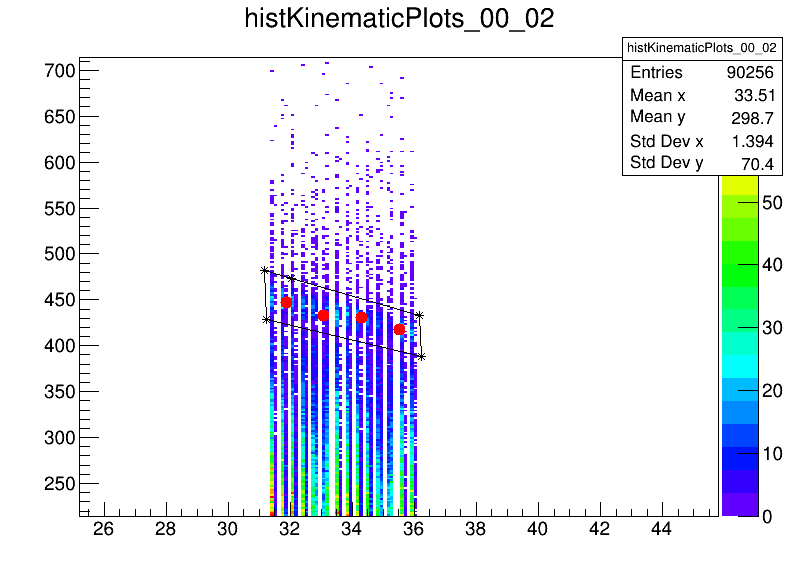 histKinematicPlots_00_02
histKinematicPlots_00_02
Entries 90256
Mean x 33.51
Mean y 298.7
Std Dev x 1.394
Std Dev y 70.4
700
650
600
550
500
450
400
350
300
250
50
40
30
20
10
0
26 28 30 32 34 36 38 40 42 44